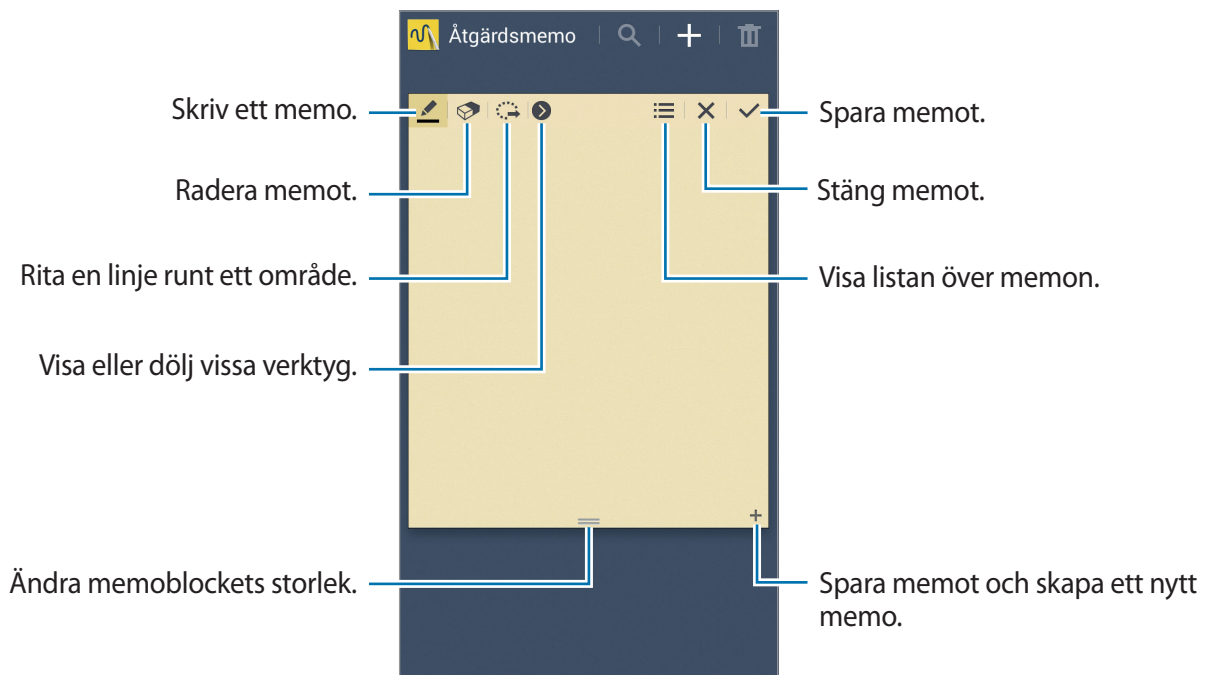 Åtgärdsmemo
Skriv ett memo.
Radera memot.
Rita en linje runt ett område.
Visa eller dölj vissa verktyg.
Ändra memoblockets storlek.
Spara memot.
Stäng memot.
Visa listan över memon.
Spara memot och skapa ett nytt
memo.